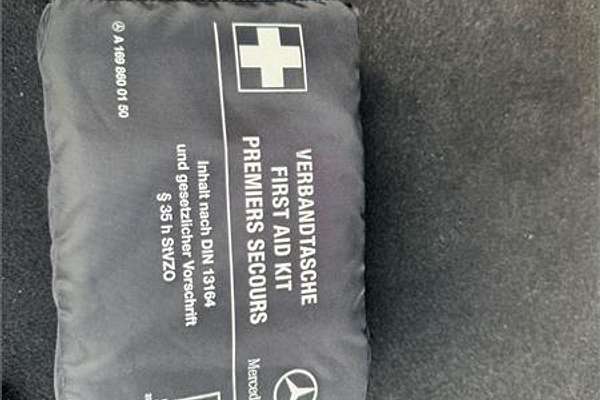 VERBANDTASCHE
FIRST AID KIT
PREMIERS SECOURS
Inhalt nach DIN 13164
und gesetzlicher Vorschrift
§ 35 h StVZO
A 169 860 01 50